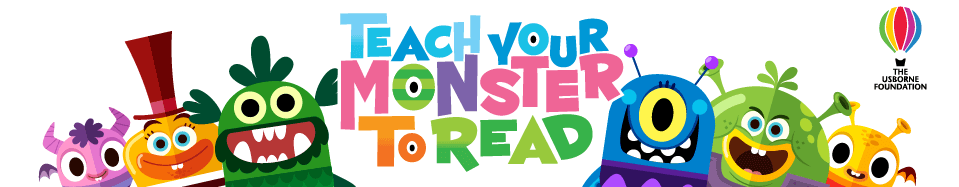 TEACH YOUR
MONSTER
TO READ
THE
USBORNE
FOUNDATION